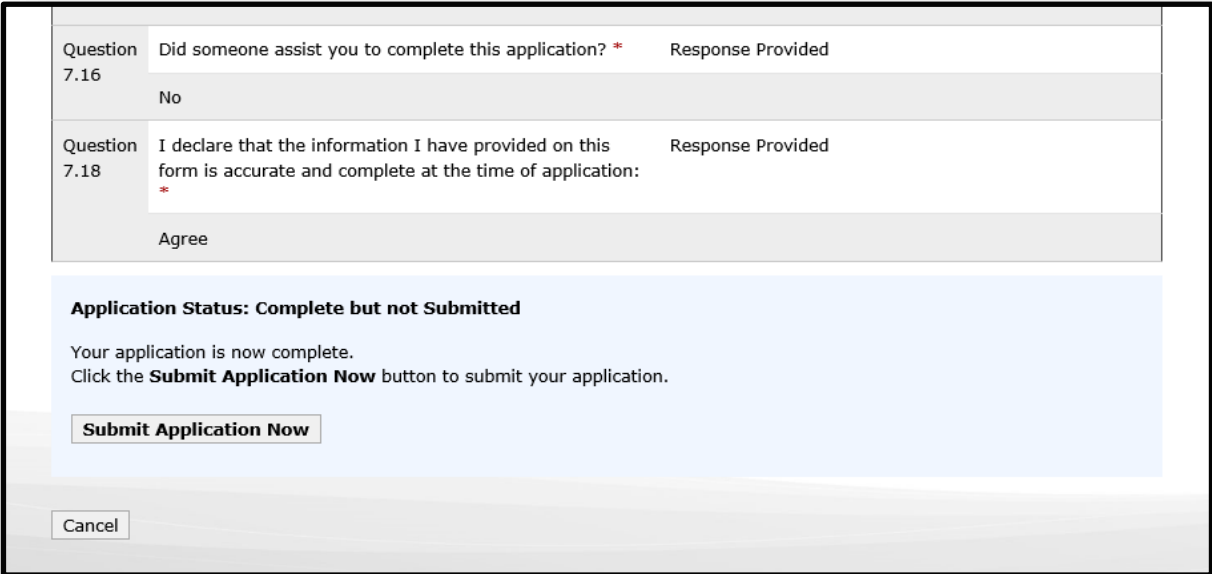 Question 7.16
Did someone assist you to complete this application? *
Response Provided
No
Question 7.18
I declare that the information I have provided on this
form is accurate and complete at the time of application:
*
Response Provided
Agree
Application Status: Complete but not Submitted
Your application is now complete.
Click the Submit Application Now button to submit your application.
Submit Application Now
Cancel